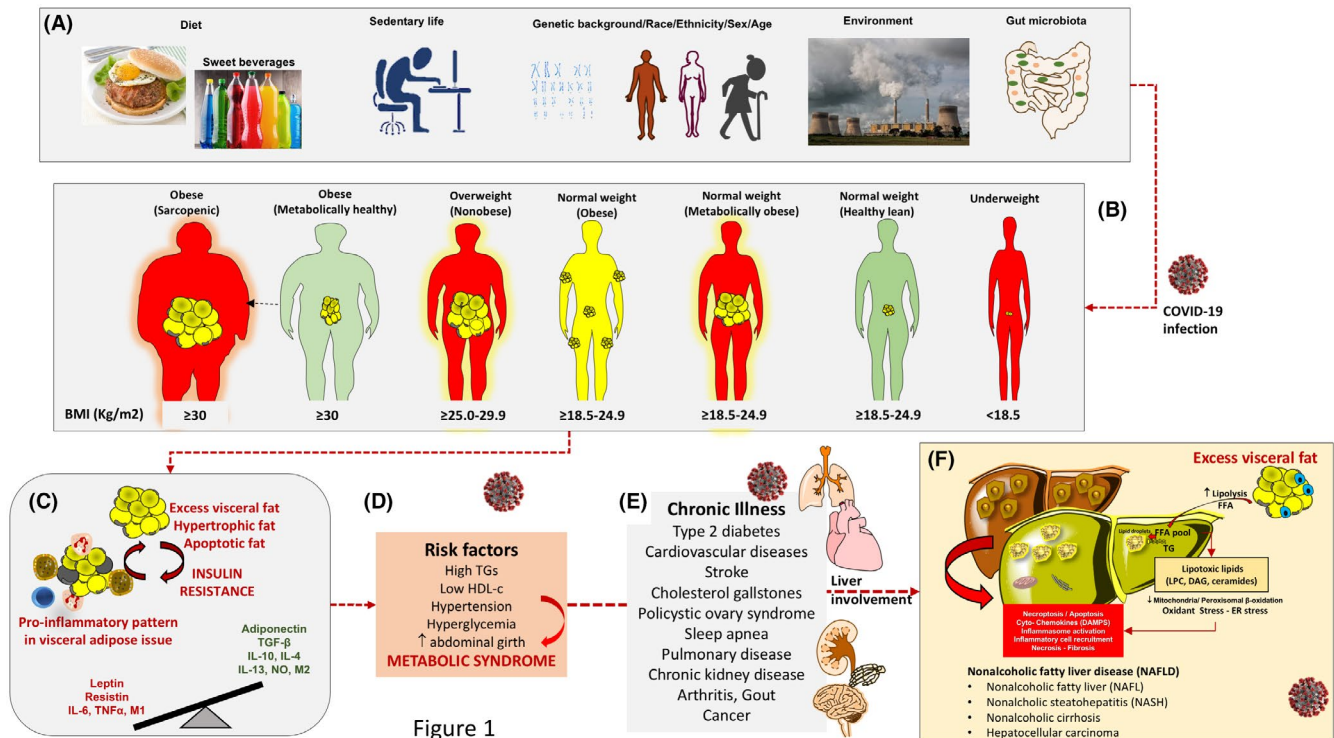 (A)
Diet
Sweet beverages
Sedentary life
Genetic background/Race/Ethnicity/Sex/Age
Environment
Gut microbiota
(B)
Obese
(Sarcopenic)
Obese
(Metabolically healthy)
Overweight
(Nonobese)
Normal weight
(Obese)
Normal weight
(Metabolically obese)
Normal weight
(Healthy lean)
Underweight
BMI (Kg/m2)
≥30
≥30
≥25.0-29.9
≥18.5-24.9
≥18.5-24.9
≥18.5-24.9
<18.5
COVID-19
infection
(C)
Excess visceral fat
Hypertrophic fat
Apoptotic fat
INSULIN
RESISTANCE
Pro-inflammatory pattern
in visceral adipose issue
Adiponectin
TGF-β
IL-10, IL-4
IL-13, NO, M2
Leptin
Resistin
IL-6, TNFα, M1
(D)
Risk factors
High TGs
Low HDL-c
Hypertension
Hyperglycemia
↑ abdominal girth
METABOLIC SYNDROME
Figure 1
(E)
Chronic Illness
Type 2 diabetes
Cardiovascular diseases
Stroke
Cholesterol gallstones
Policystic ovary syndrome
Sleep apnea
Pulmonary disease
Chronic kidney disease
Arthritis, Gout
Cancer
Liver
involvement
(F)
Excess visceral fat
↑ Lipolysis
FFA
Lipid droplets
FFA pool
TG
Lipotoxic lipids
(LPC, DAG, ceramides)
↓ Mitochondria/ Peroxisomal β-oxidation
Oxidant Stress - ER stress
Necroptosis / Apoptosis
Cyto- Chemokines (DAMPS)
Inflammasome activation
Inflammatory cell recruitment
Necrosis - Fibrosis
Nonalcoholic fatty liver disease (NAFLD)
• Nonalcoholic fatty liver (NAFL)
• Nonalcholic steatohepatitis (NASH)
• Nonalcoholic cirrhosis
• Hepatocellular carcinoma